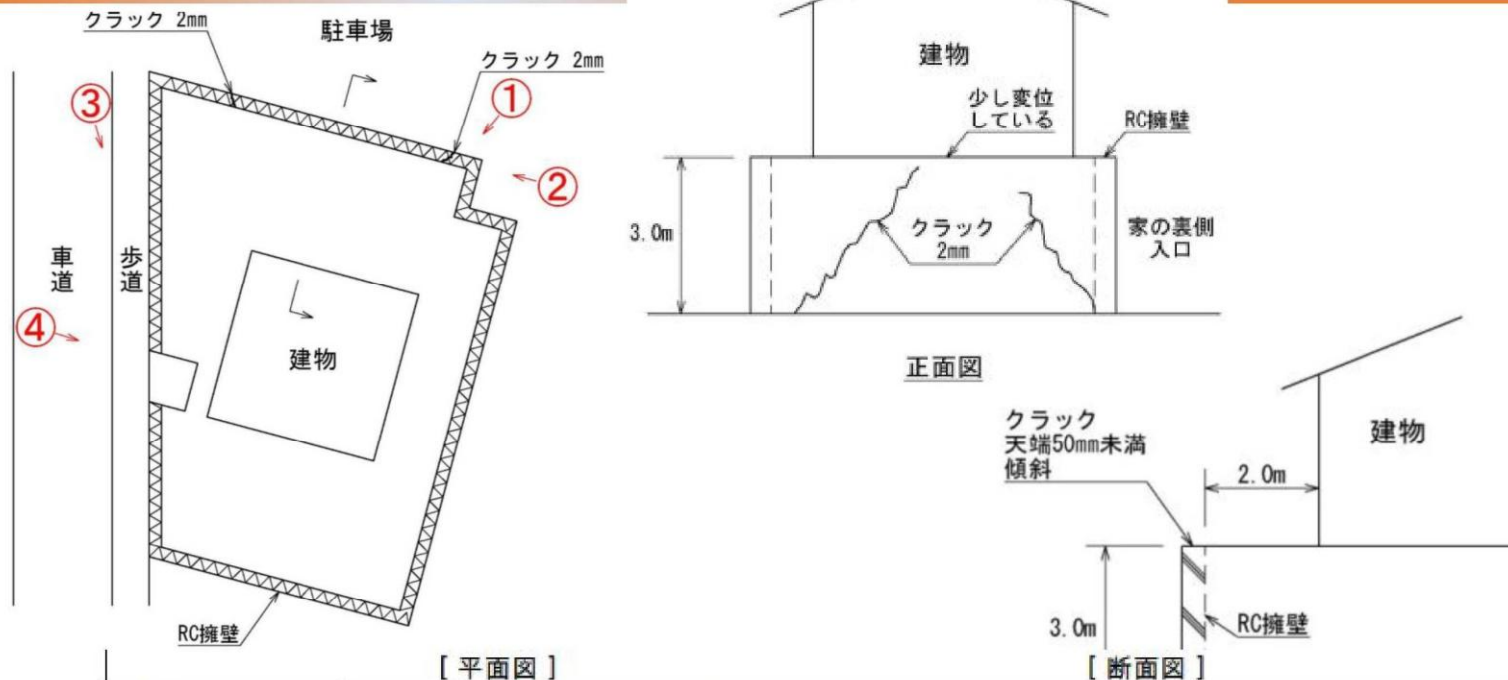 クラック 2mm
駐車場
クラック 2mm
①
②
③
④
車道
歩道
建物
RC擁壁
[ 平面図 ]
建物
少し変位
している
RC擁壁
3.0m
クラック
2mm
家の裏側
入口
正面図
クラック
天端50mm未満
傾斜
2.0m
建物
3.0m
RC擁壁
[ 断面図 ]